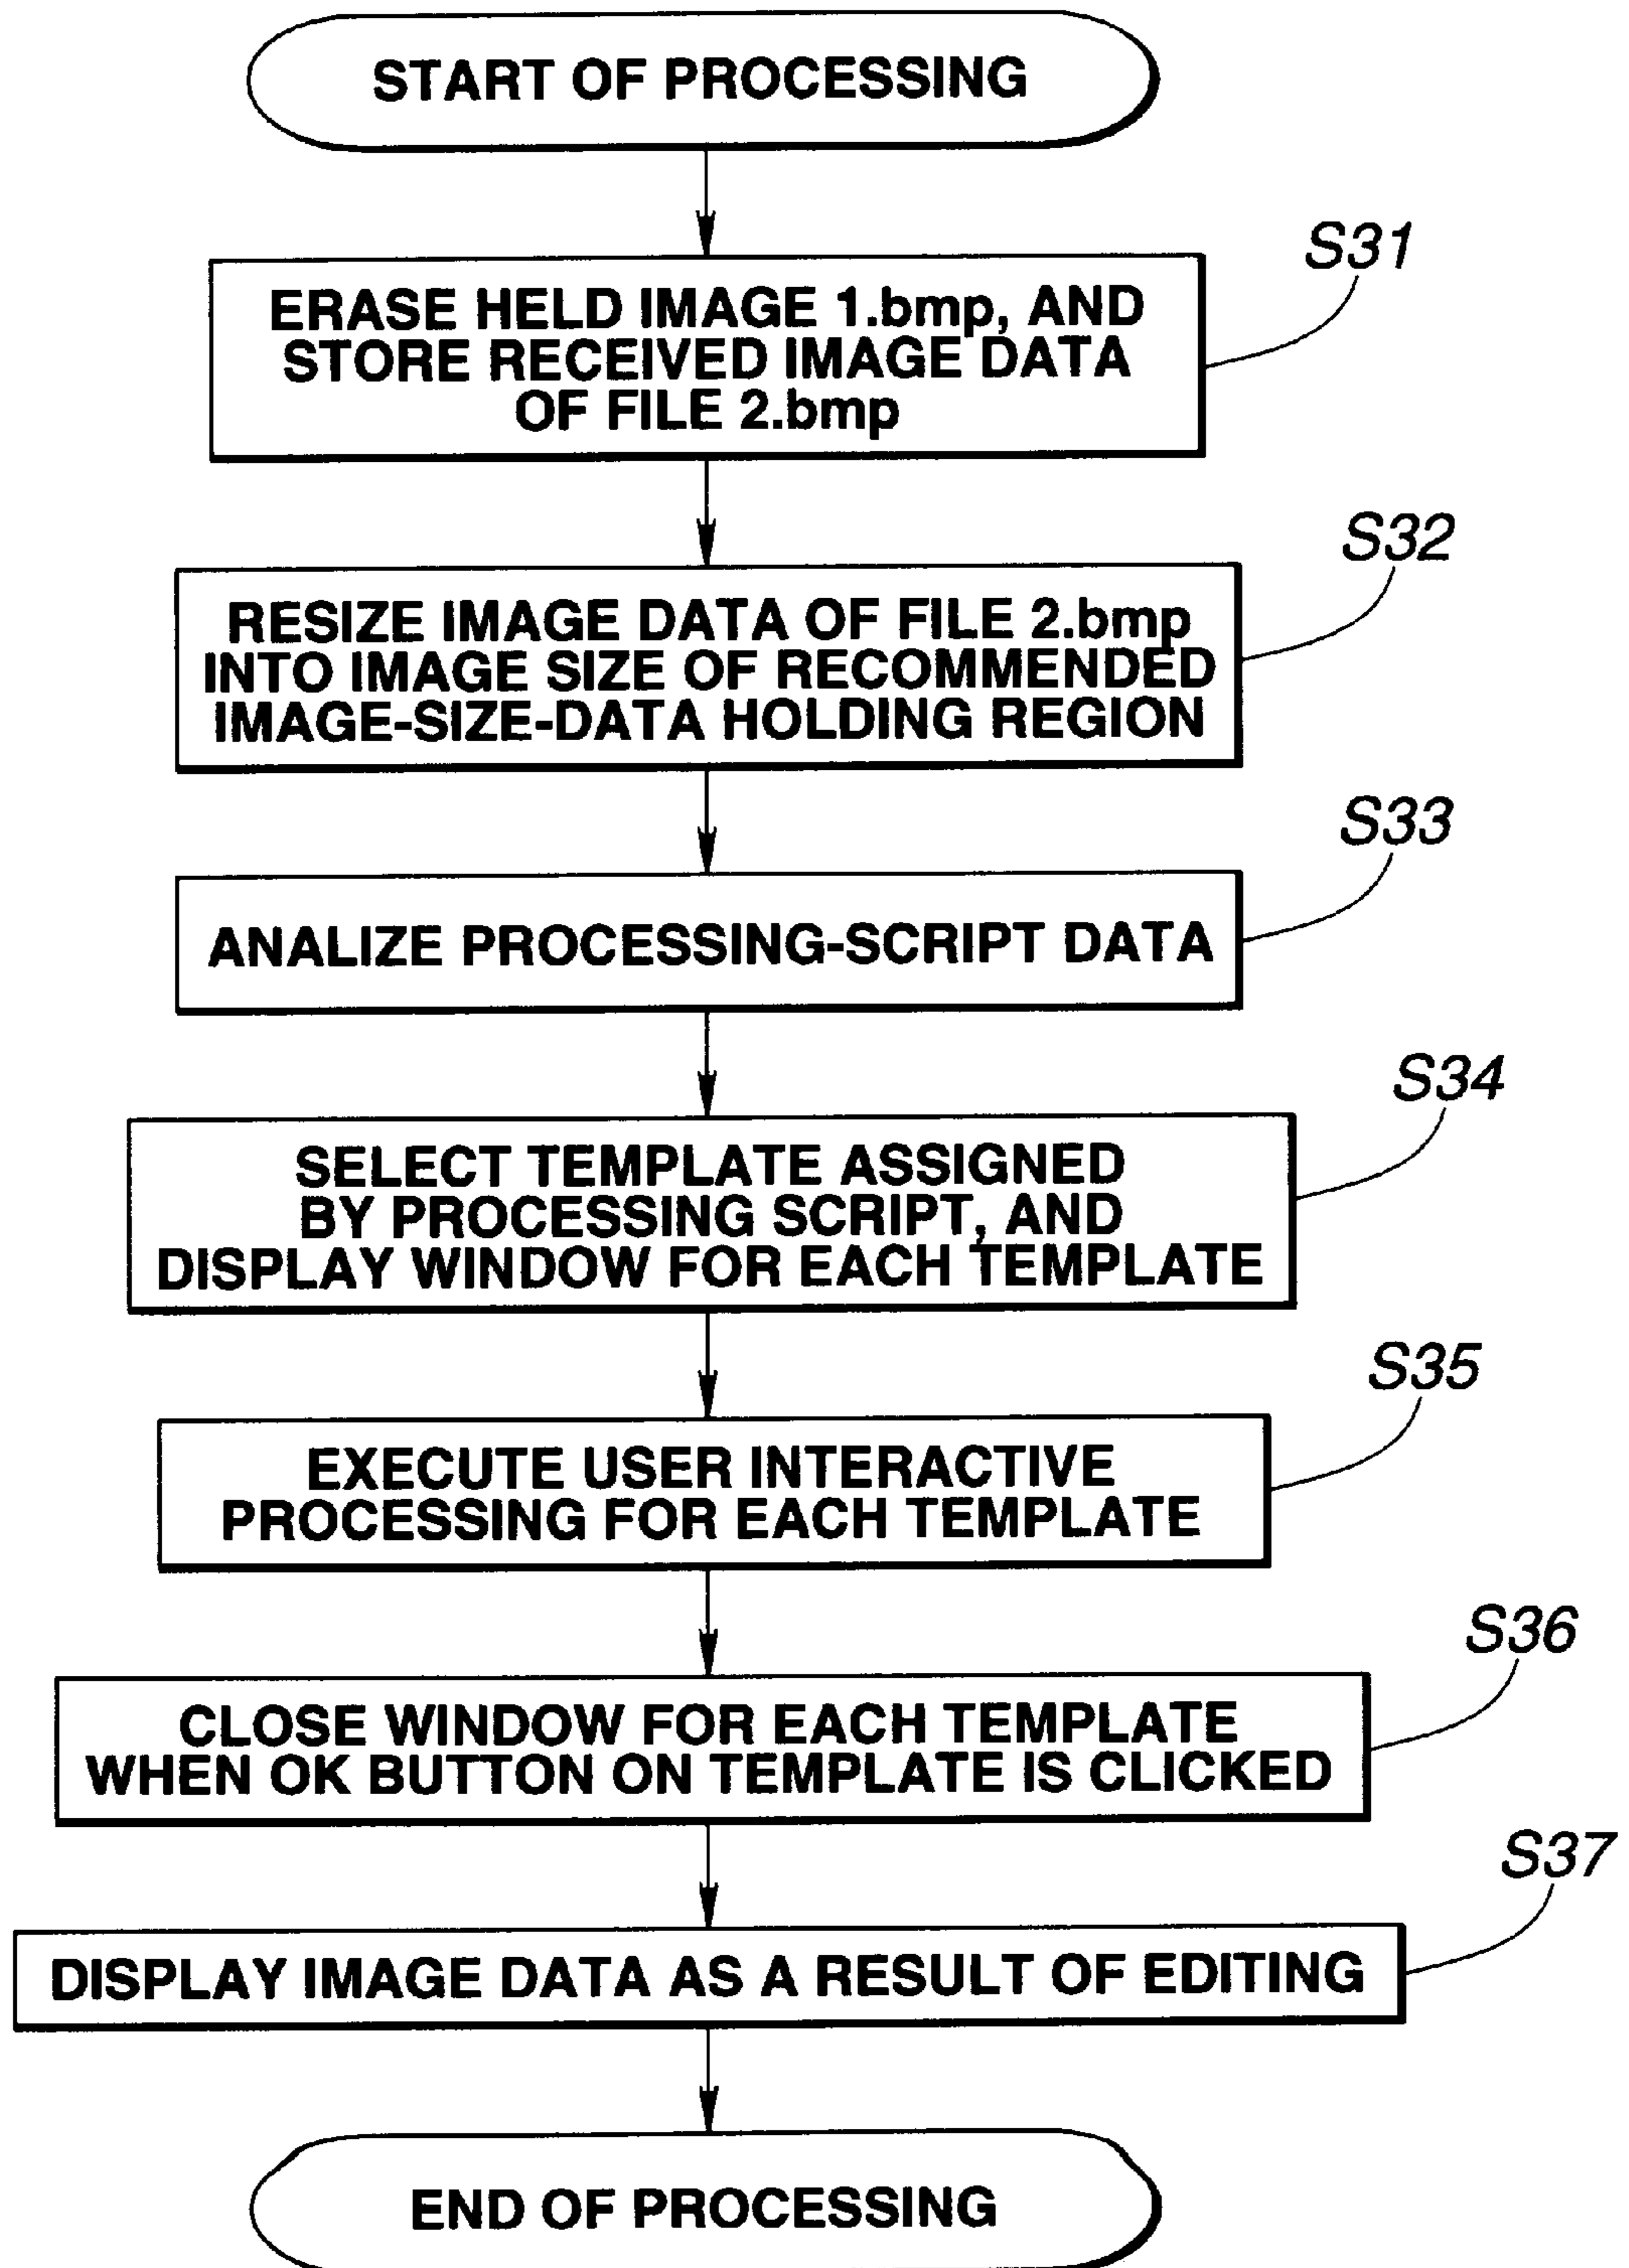 START OF PROCESSING
S31
ERASE HELD IMAGE 1.bmp, AND
STORE RECEIVED IMAGE DATA
OF FILE 2.bmp
S32
RESIZE IMAGE DATA OF FILE 2.bmp
INTO IMAGE SIZE OF RECOMMENDED
IMAGE-SIZE-DATA HOLDING REGION
S33
ANALIZE PROCESSING-SCRIPT DATA
S34
SELECT TEMPLATE ASSIGNED
BY PROCESSING SCRIPT, AND
DISPLAY WINDOW FOR EACH TEMPLATE
S35
EXECUTE USER INTERACTIVE
PROCESSING FOR EACH TEMPLATE
S36
CLOSE WINDOW FOR EACH TEMPLATE
WHEN OK BUTTON ON TEMPLATE IS CLICKED
S37
DISPLAY IMAGE DATA AS A RESULT OF EDITING
END OF PROCESSING